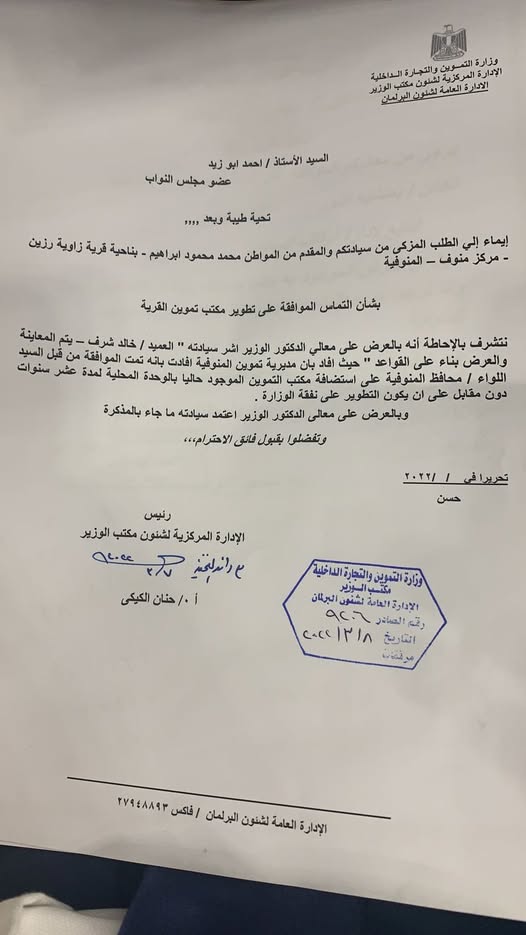 وزارة التموين والتجارة الداخلية
الإدارة المركزية لشئون مكتب الوزير
الادارة العامة لشئون البرلمان
السيد الأستاذ / احمد ابو زيد
عضو مجلس النواب
تحية طيبة وبعد ,,,,
إيماء إلي الطلب المزكى من سيادتكم والمقدم من المواطن محمد محمود ابراهيم - بناحية قرية زاوية رزين
- مركز منوف – المنوفية
بشأن التماس الموافقة على تطوير مكتب تموين القرية
نتشرف بالإحاطة أنه بالعرض على معالي الدكتور الوزير اشر سيادته " العميد / خالد شرف – يتم المعاينة
والعرض بناء على القواعد " حيث افاد بان مديرية تموين المنوفية افادت بانه تمت الموافقة من قبل السيد
اللواء / محافظ المنوفية على استضافة مكتب التموين الموجود حاليا بالوحدة المحلية لمدة عشر سنوات
دون مقابل على ان يكون التطوير على نفقة الوزارة .
وبالعرض على معالى الدكتور الوزير اعتمد سيادته ما جاء بالمذكرة
وتفضلوا بقبول فائق الاحترام,,,
تحريرا فى / /٢٠٢٢
حسن
رئيس
الإدارة المركزية لشئون مكتب الوزير
أ ٠/ حنان الكيكى
وزارة التموين والتجارة الداخلية
مكتب الوزير
الإدارة العامة لشئون البرلمان
رقم الصادر ٩٢٠٦
التاريخ ٢٠٢٢/٣/٨
مرفقات
الإدارة العامة لشئون البرلمان / فاكس ٢٧٩٤٨٨٩٣